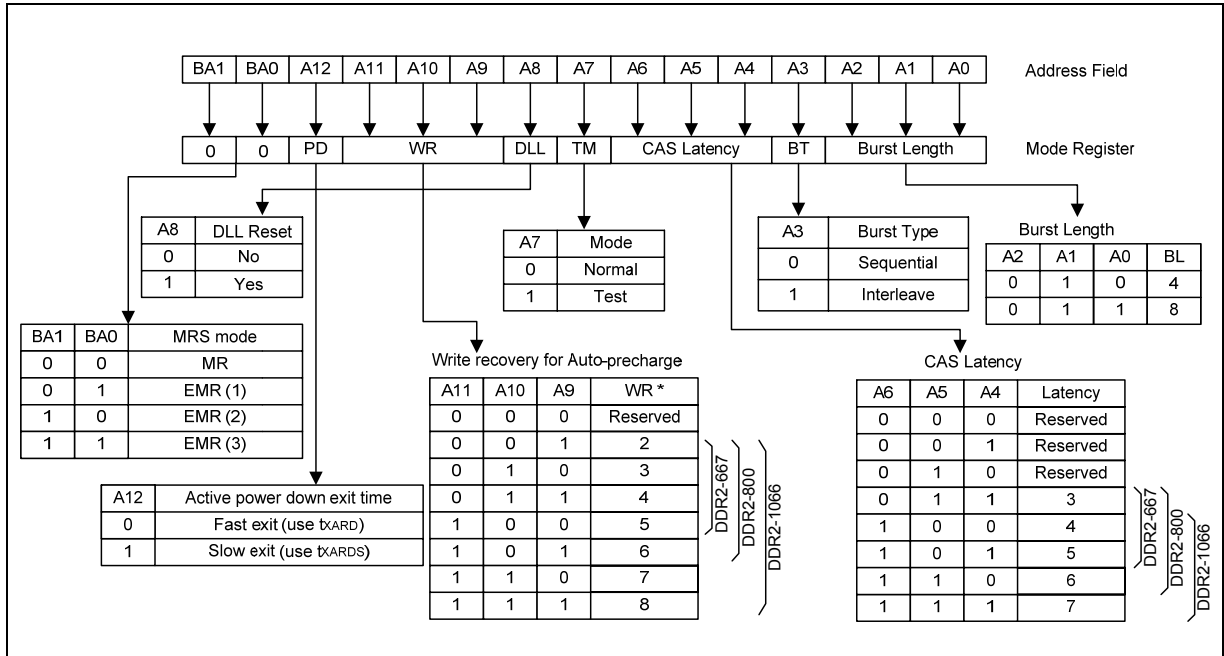 BA1 BA0 A12 A11 A10 A9 A8 A7 A6 A5 A4 A3 A2 A1 A0 Address Field
0 0 PD WR DLL TM CAS Latency BT Burst Length Mode Register
A8 DLL Reset
0 No
1 Yes
A7 Mode
0 Normal
1 Test
A3 Burst Type
0 Sequential
1 Interleave
Burst Length
A2 A1 A0 BL
0 1 0 4
0 1 1 8
BA1 BA0 MRS mode
0 0 MR
0 1 EMR (1)
1 0 EMR (2)
1 1 EMR (3)
A12 Active power down exit time
0 Fast exit (use tXARD)
1 Slow exit (use tXARDS)
Write recovery for Auto-precharge
A11 A10 A9 WR *
0 0 0 Reserved
0 0 1 2
0 1 0 3
0 1 1 4
1 0 0 5
1 0 1 6
1 1 0 7
1 1 1 8
DDR2-667
DDR2-800
DDR2-1066
CAS Latency
A6 A5 A4 Latency
0 0 0 Reserved
0 0 1 Reserved
0 1 0 Reserved
0 1 1 3
1 0 0 4
1 0 1 5
1 1 0 6
1 1 1 7
DDR2-667
DDR2-800
DDR2-1066